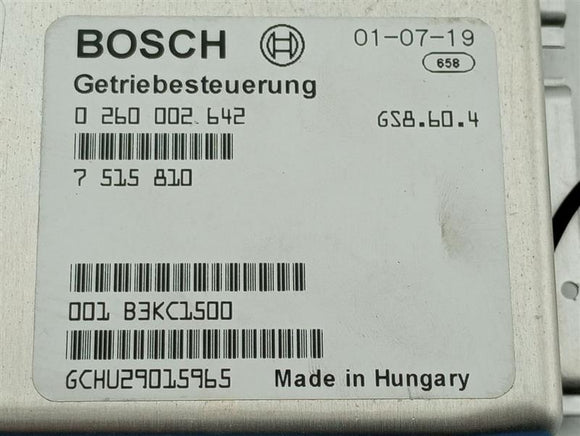 BOSCH 01-07-19
658
Getriebesteuerung
0 260 002 642 GS8.60.4
7 515 810
001 B3KC1500
GCHU29015965 Made in Hungary